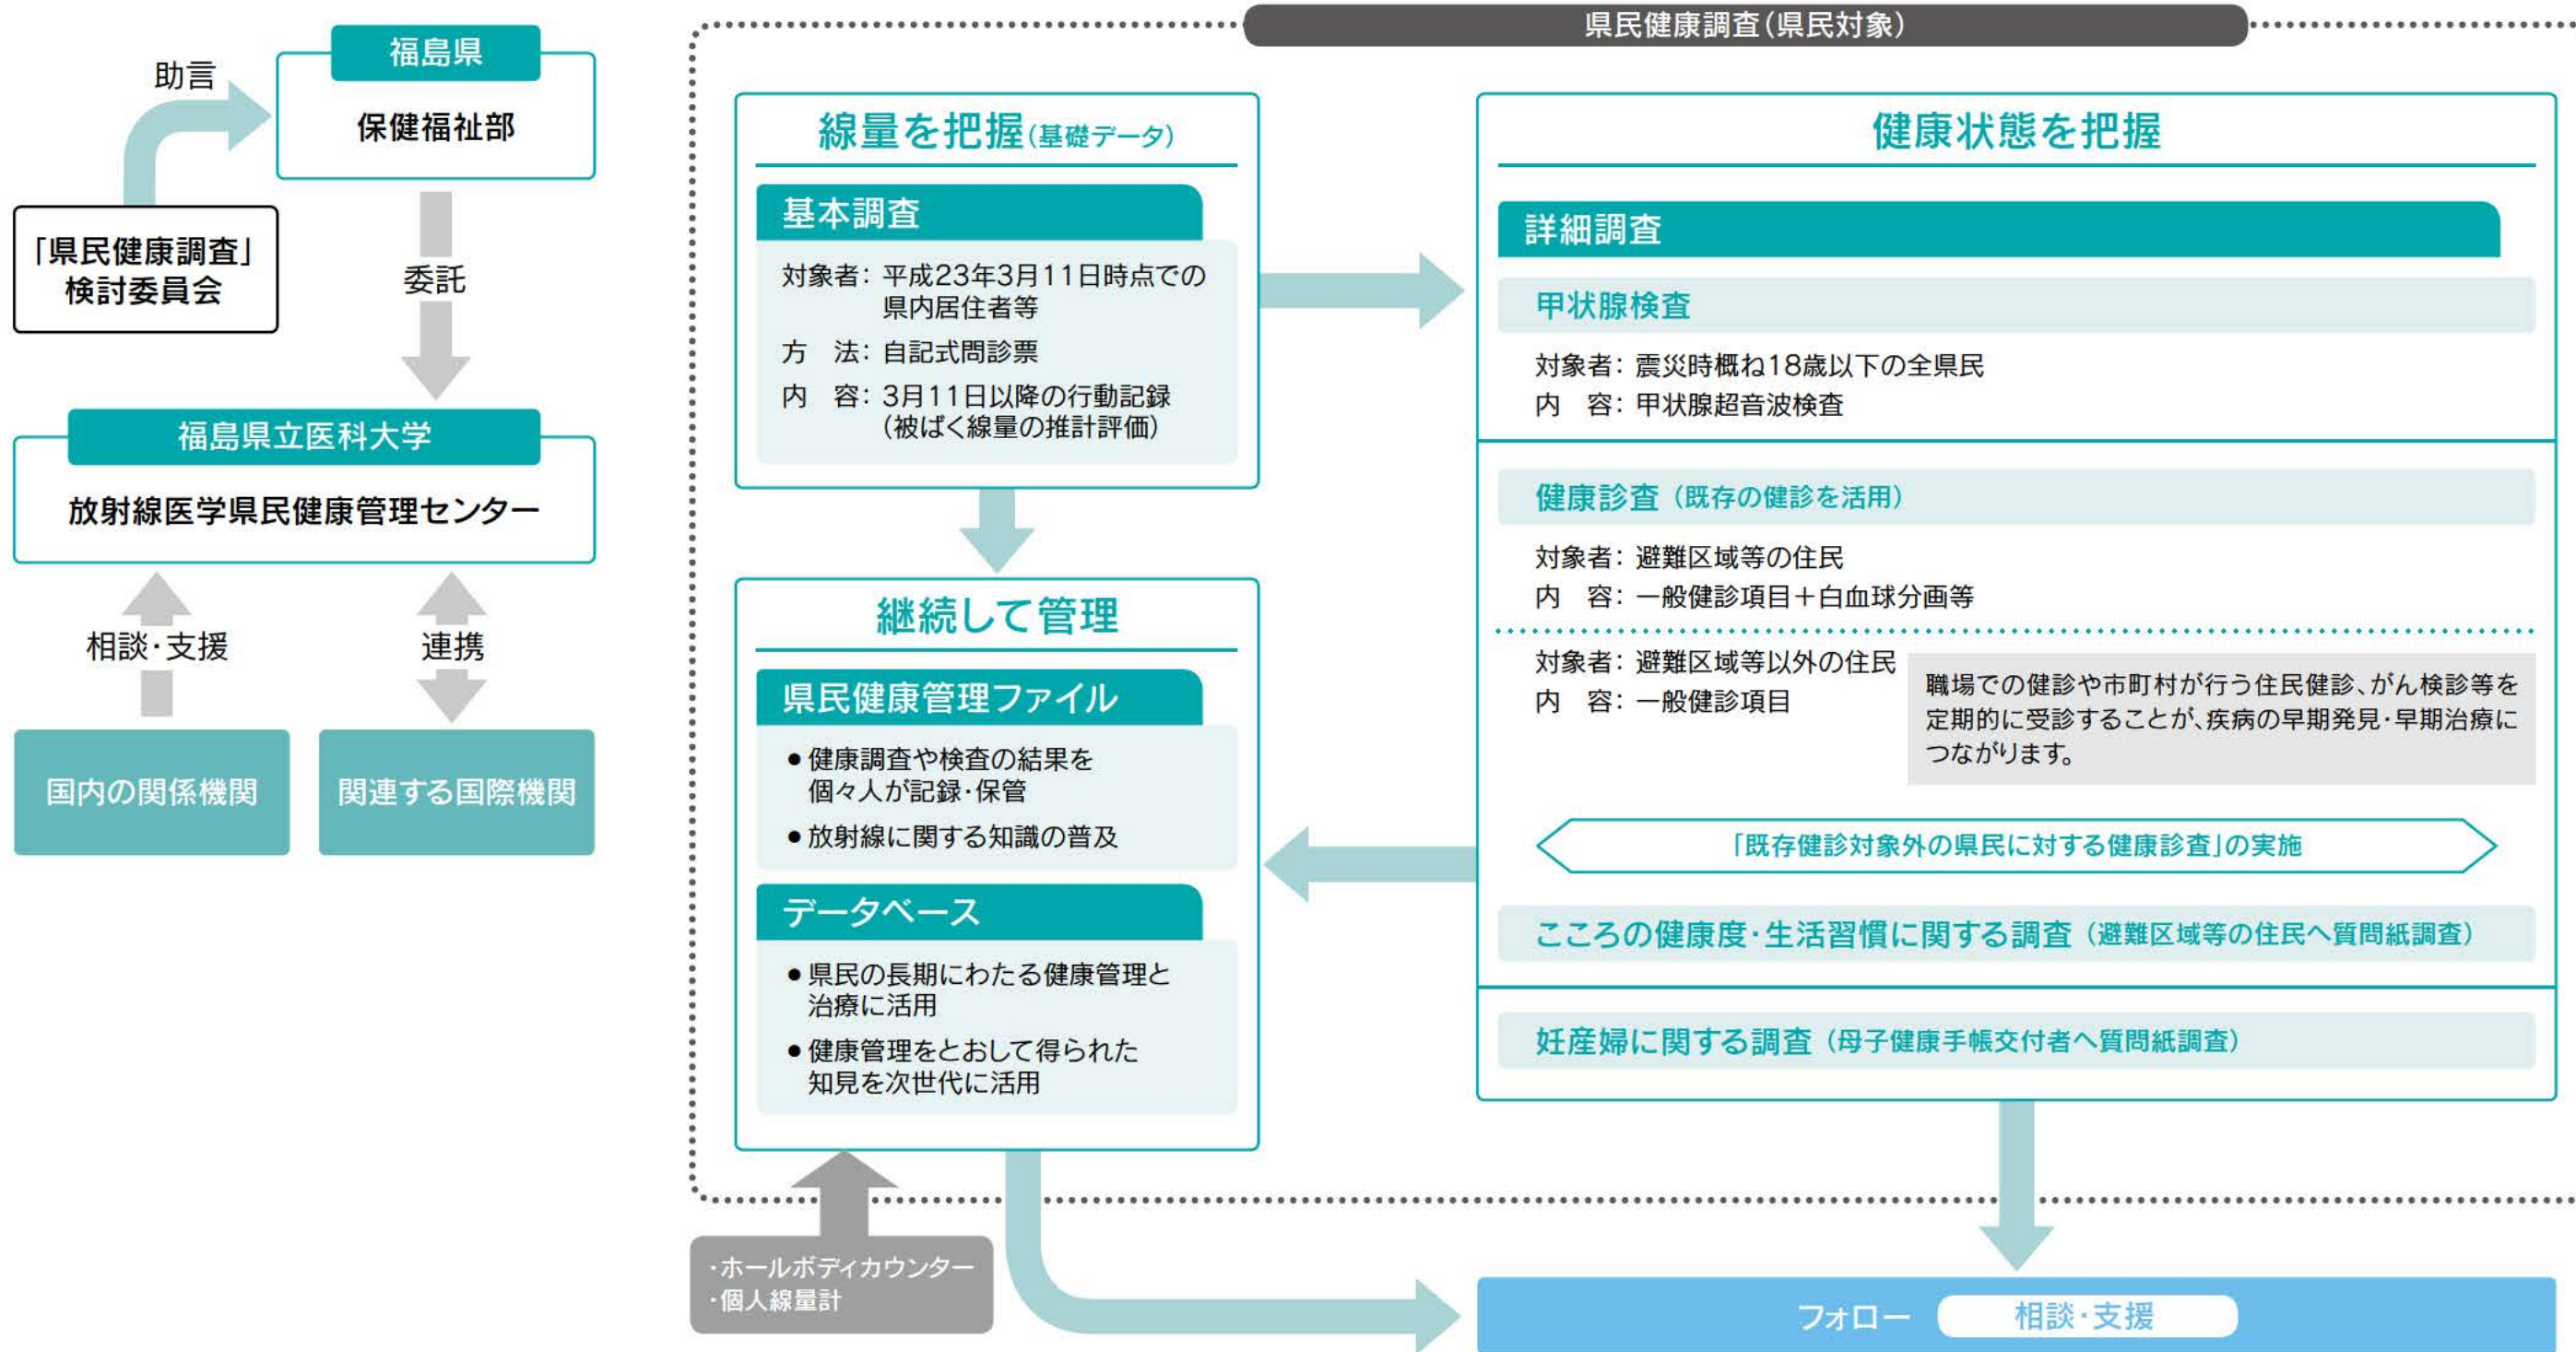 福島県
保健福祉部
助言
「県民健康調査」
検討委員会
委託
福島県立医科大学
放射線医学県民健康管理センター
相談・支援
連携
国内の関係機関
関連する国際機関
県民健康調査(県民対象)
線量を把握(基礎データ)
基本調査
対象者: 平成23年3月11日時点での
県内居住者等
方　法: 自記式問診票
内　容: 3月11日以降の行動記録
(被ばく線量の推計評価)
継続して管理
県民健康管理ファイル
●健康調査や検査の結果を
個々人が記録・保管
●放射線に関する知識の普及
データベース
●県民の長期にわたる健康管理と
治療に活用
●健康管理をとおして得られた
知見を次世代に活用
・ホールボディカウンター
・個人線量計
健康状態を把握
詳細調査
甲状腺検査
対象者: 震災時概ね18歳以下の全県民
内　容: 甲状腺超音波検査
健康診査(既存の健診を活用)
対象者: 避難区域等の住民
内　容: 一般健診項目+白血球分画等
対象者: 避難区域等以外の住民
内　容: 一般健診項目
職場での健診や市町村が行う住民健診、がん検診等を
定期的に受診することが、疾病の早期発見・早期治療に
つながります。
「既存健診対象外の県民に対する健康診査」の実施
こころの健康度・生活習慣に関する調査(避難区域等の住民へ質問紙調査)
妊産婦に関する調査(母子健康手帳交付者へ質問紙調査)
フォロー 相談・支援